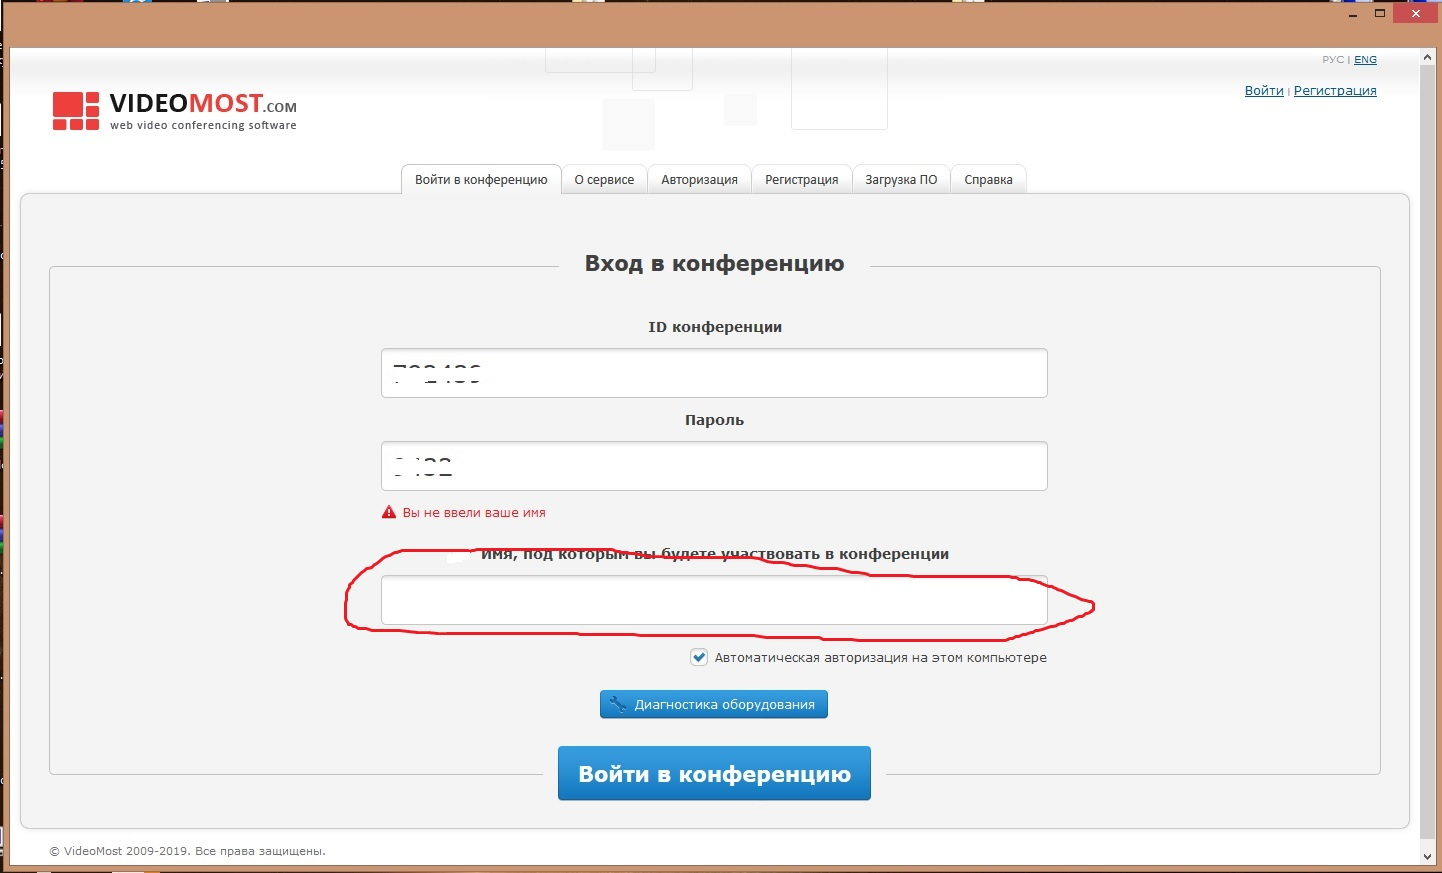 РУС | ENG
Войти | Регистрация
VIDEOMOST.COM
web video conferencing software
Войти в конференцию
О сервисе
Авторизация
Регистрация
Загрузка ПО
Справка
Вход в конференцию
ID конференции
Пароль
Вы не ввели ваше имя
Имя, под которым вы будете участвовать в конференции
Автоматическая авторизация на этом компьютере
Диагностика оборудования
Войти в конференцию
© VideoMost 2009-2019. Все права защищены.